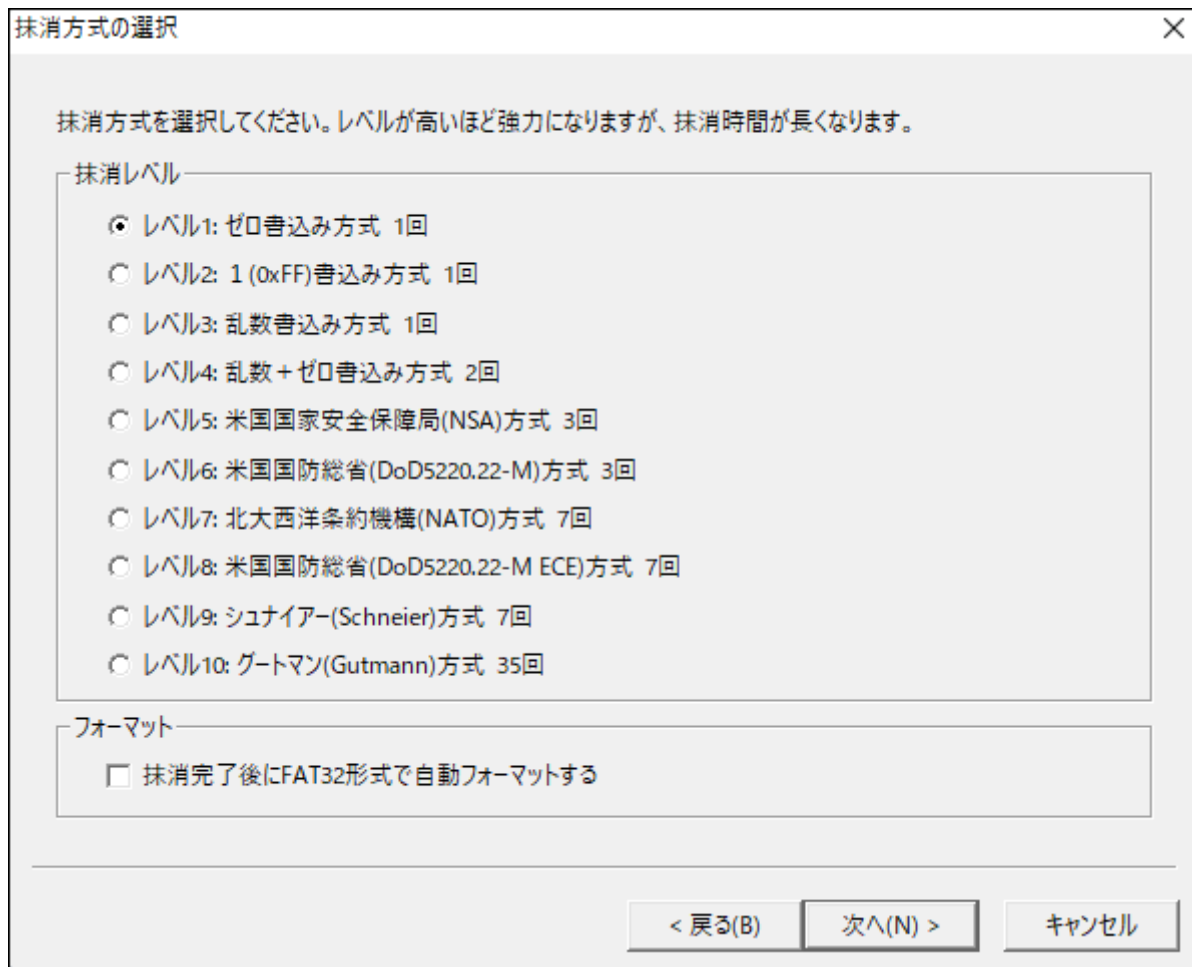 抹消方式の選択
抹消方式を選択してください。レベルが高いほど強力になりますが、抹消時間が長くなります。
抹消レベル
レベル1: ゼロ書込み方式 1回
レベル2: １(0xFF)書込み方式 1回
レベル3: 乱数書込み方式 1回
レベル4: 乱数＋ゼロ書込み方式 2回
レベル5: 米国国家安全保障局(NSA)方式 3回
レベル6: 米国国防総省(DoD5220.22-M)方式 3回
レベル7: 北大西洋条約機構(NATO)方式 7回
レベル8: 米国国防総省(DoD5220.22-M ECE)方式 7回
レベル9: シュナイアー(Schneier)方式 7回
レベル10: グートマン(Gutmann)方式 35回
フォーマット
抹消完了後にFAT32形式で自動フォーマットする
< 戻る(B) 次へ(N) > キャンセル